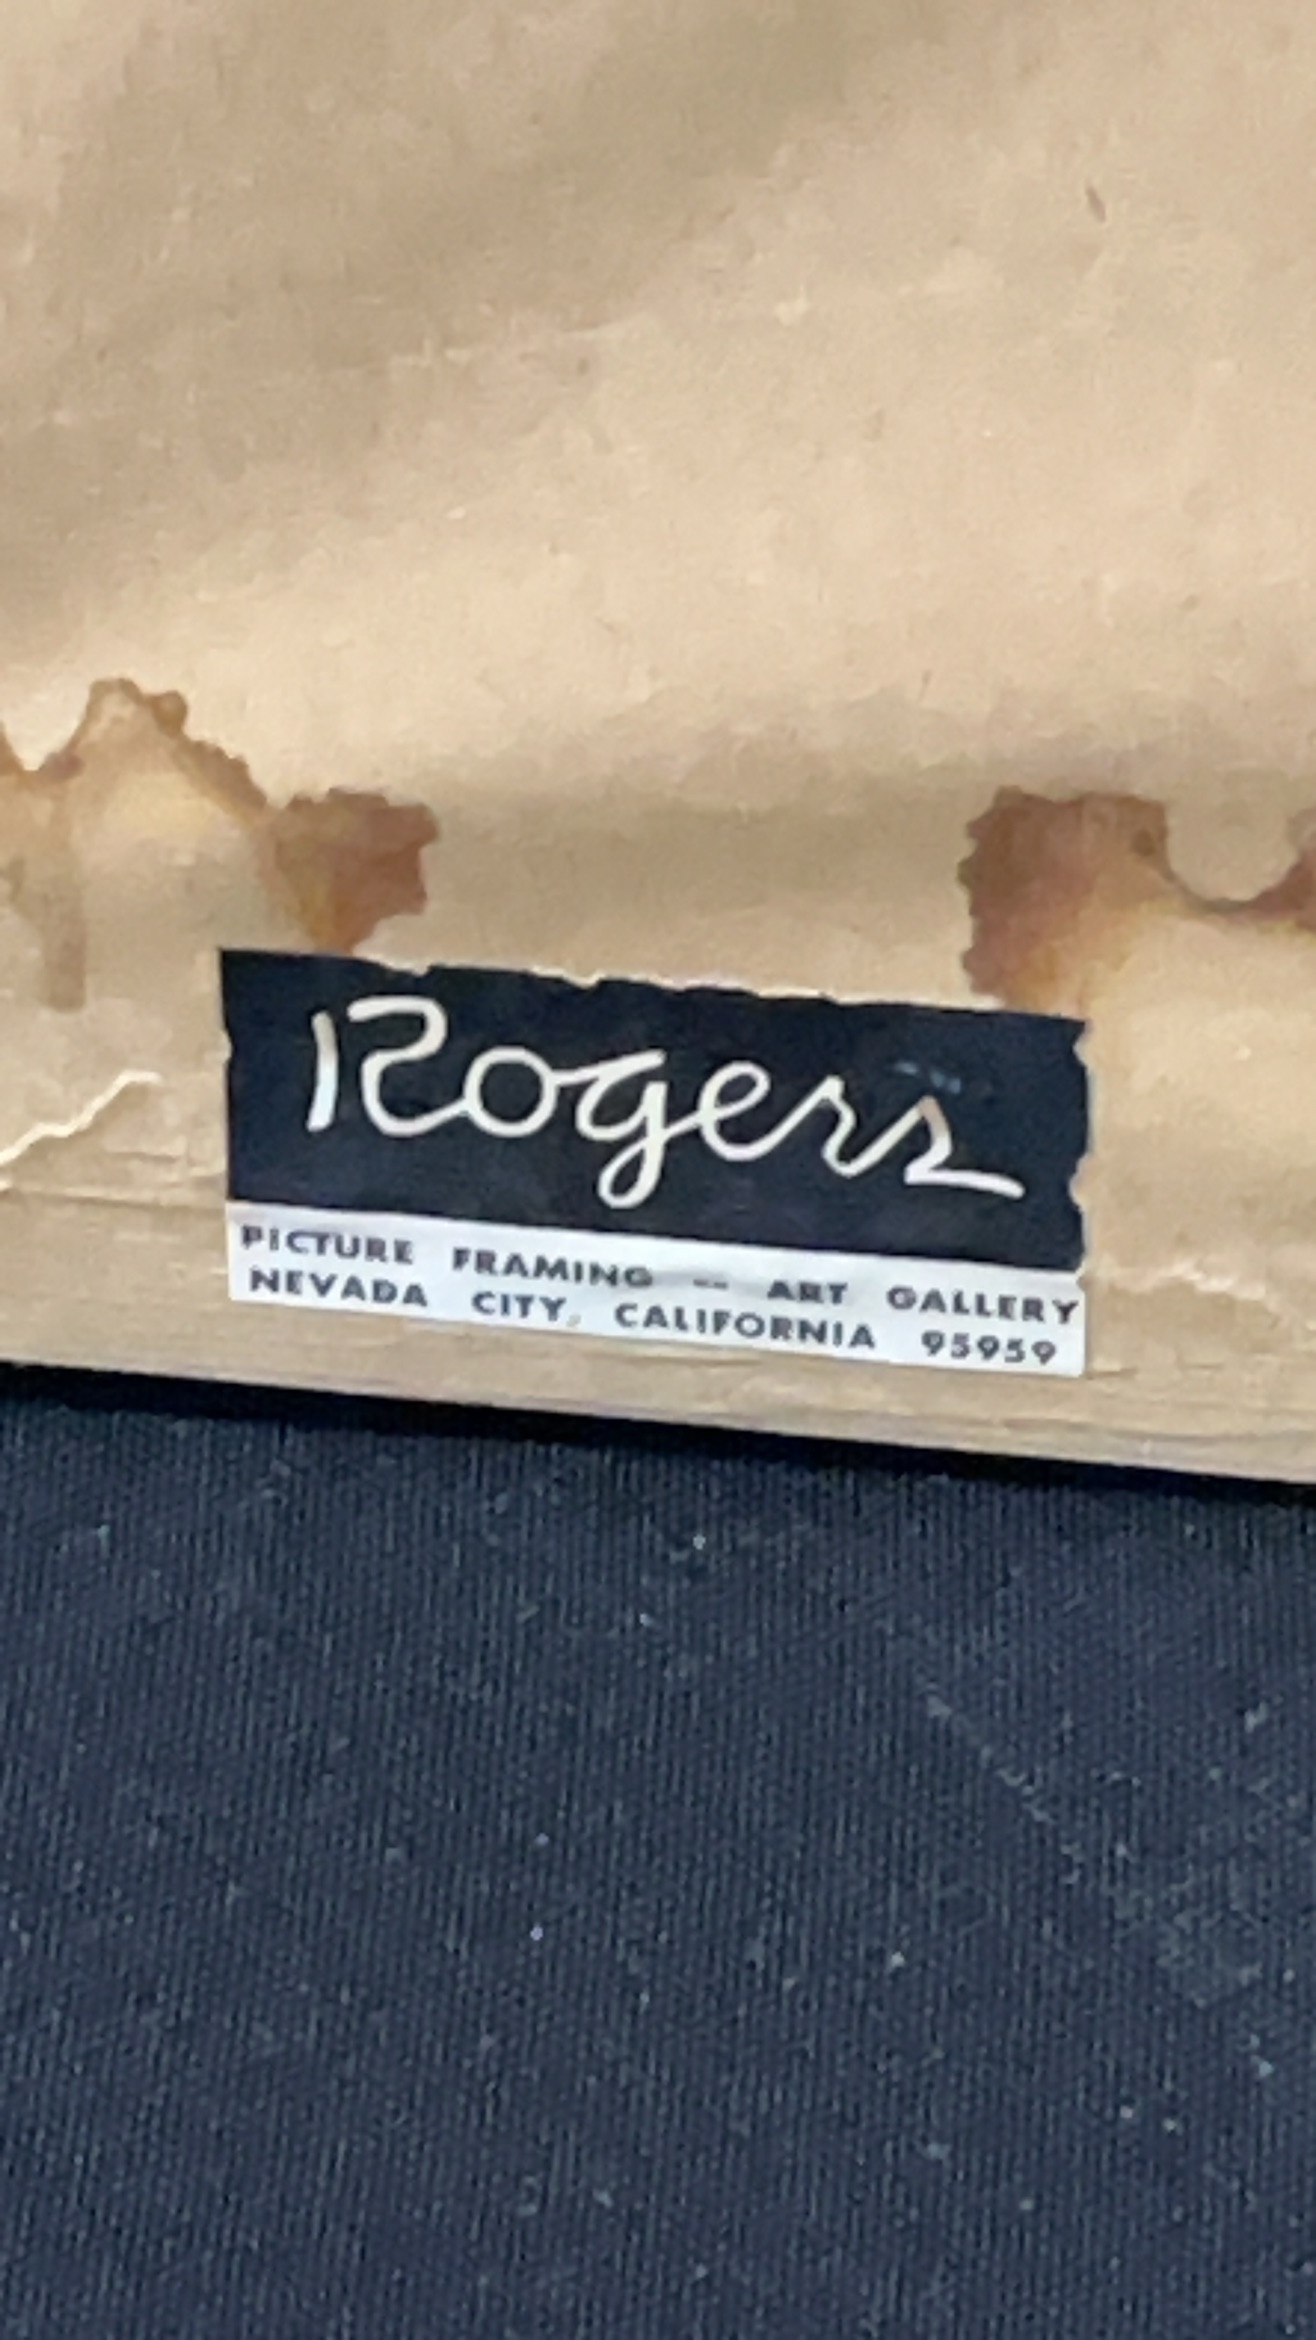 Rogers
PICTURE FRAMING -- ART GALLERY
NEVADA CITY, CALIFORNIA 95959